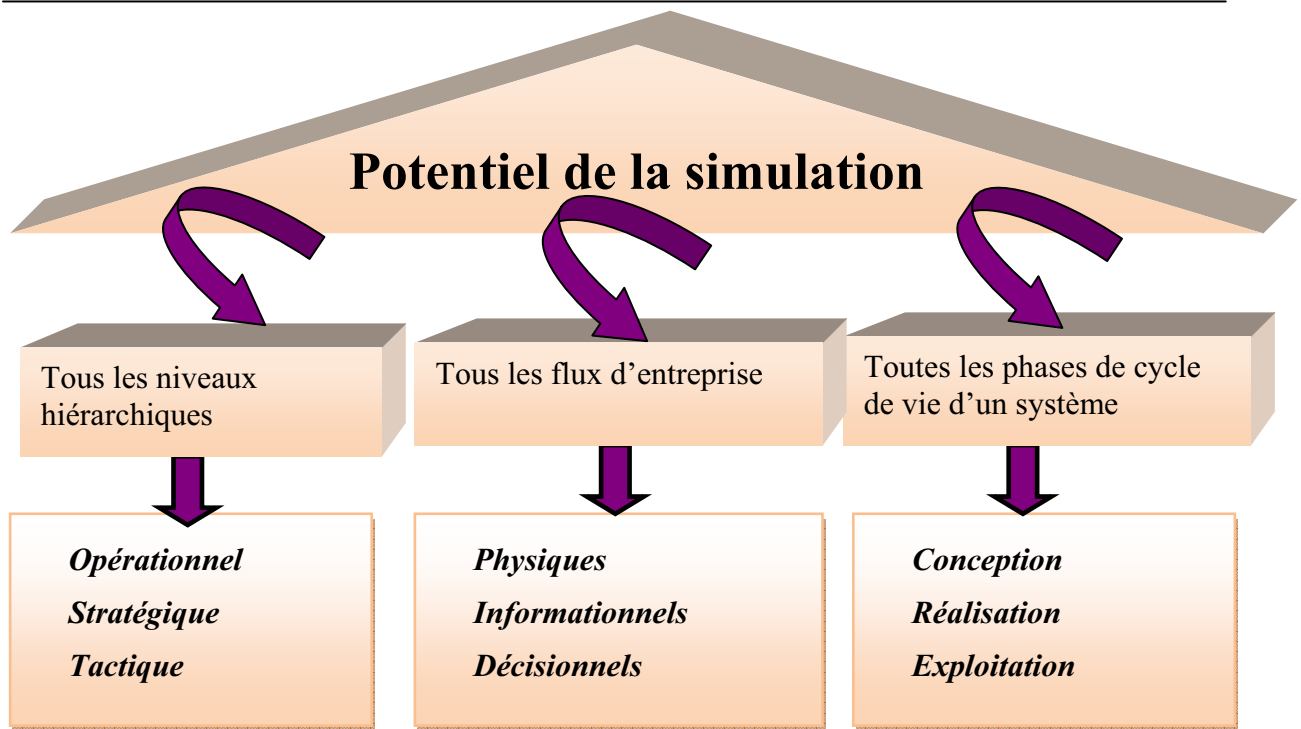 Potentiel de la simulation
Tous les niveaux
hiérarchiques
Tous les flux d’entreprise
Toutes les phases de cycle
de vie d’un système
Opérationnel
Stratégique
Tactique
Physiques
Informationnels
Décisionnels
Conception
Réalisation
Exploitation